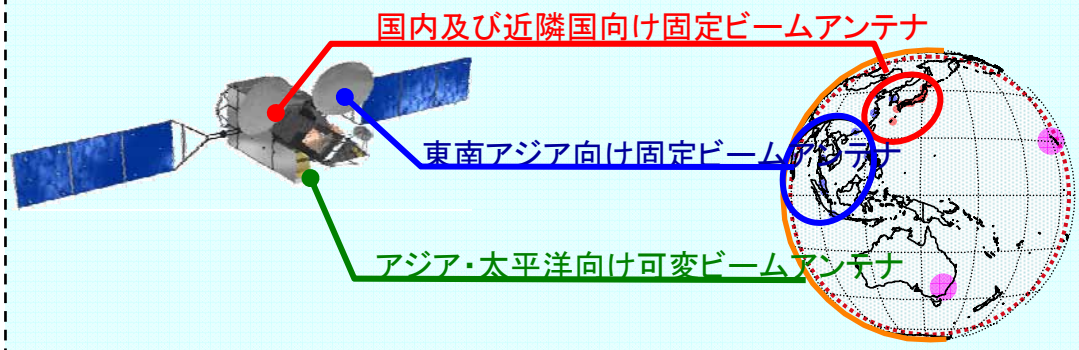 国内及び近隣国向け固定ビームアンテナ
東南アジア向け固定ビームアンテナ
アジア・太平洋向け可変ビームアンテナ